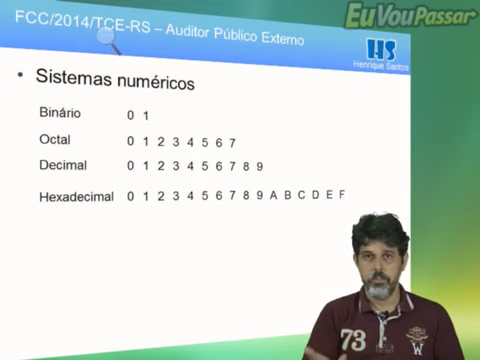 EuVouPassar
FCC/2014/TCE-RS – Auditor Público Externo
HS
Henrique Santos
• Sistemas numéricos
Binário 0 1
Octal 0 1 2 3 4 5 6 7
Decimal 0 1 2 3 4 5 6 7 8 9
Hexadecimal 0 1 2 3 4 5 6 7 8 9 A B C D E F
73
W